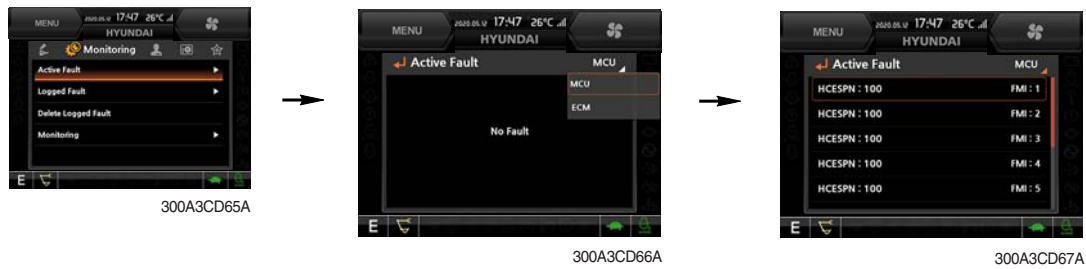 MENU 2020.05.12 17:47 26°C
HYUNDAI
Monitoring
Active Fault
Logged Fault
Delete Logged Fault
Monitoring
E
300A3CD65A
MENU 2020.05.12 17:47 26°C
HYUNDAI
Active Fault MCU
MCU
ECM
No Fault
E
300A3CD66A
MENU 2020.05.12 17:47 26°C
HYUNDAI
Active Fault MCU
HCESPN : 100 FMI : 1
HCESPN : 100 FMI : 2
HCESPN : 100 FMI : 3
HCESPN : 100 FMI : 4
HCESPN : 100 FMI : 5
E
300A3CD67A